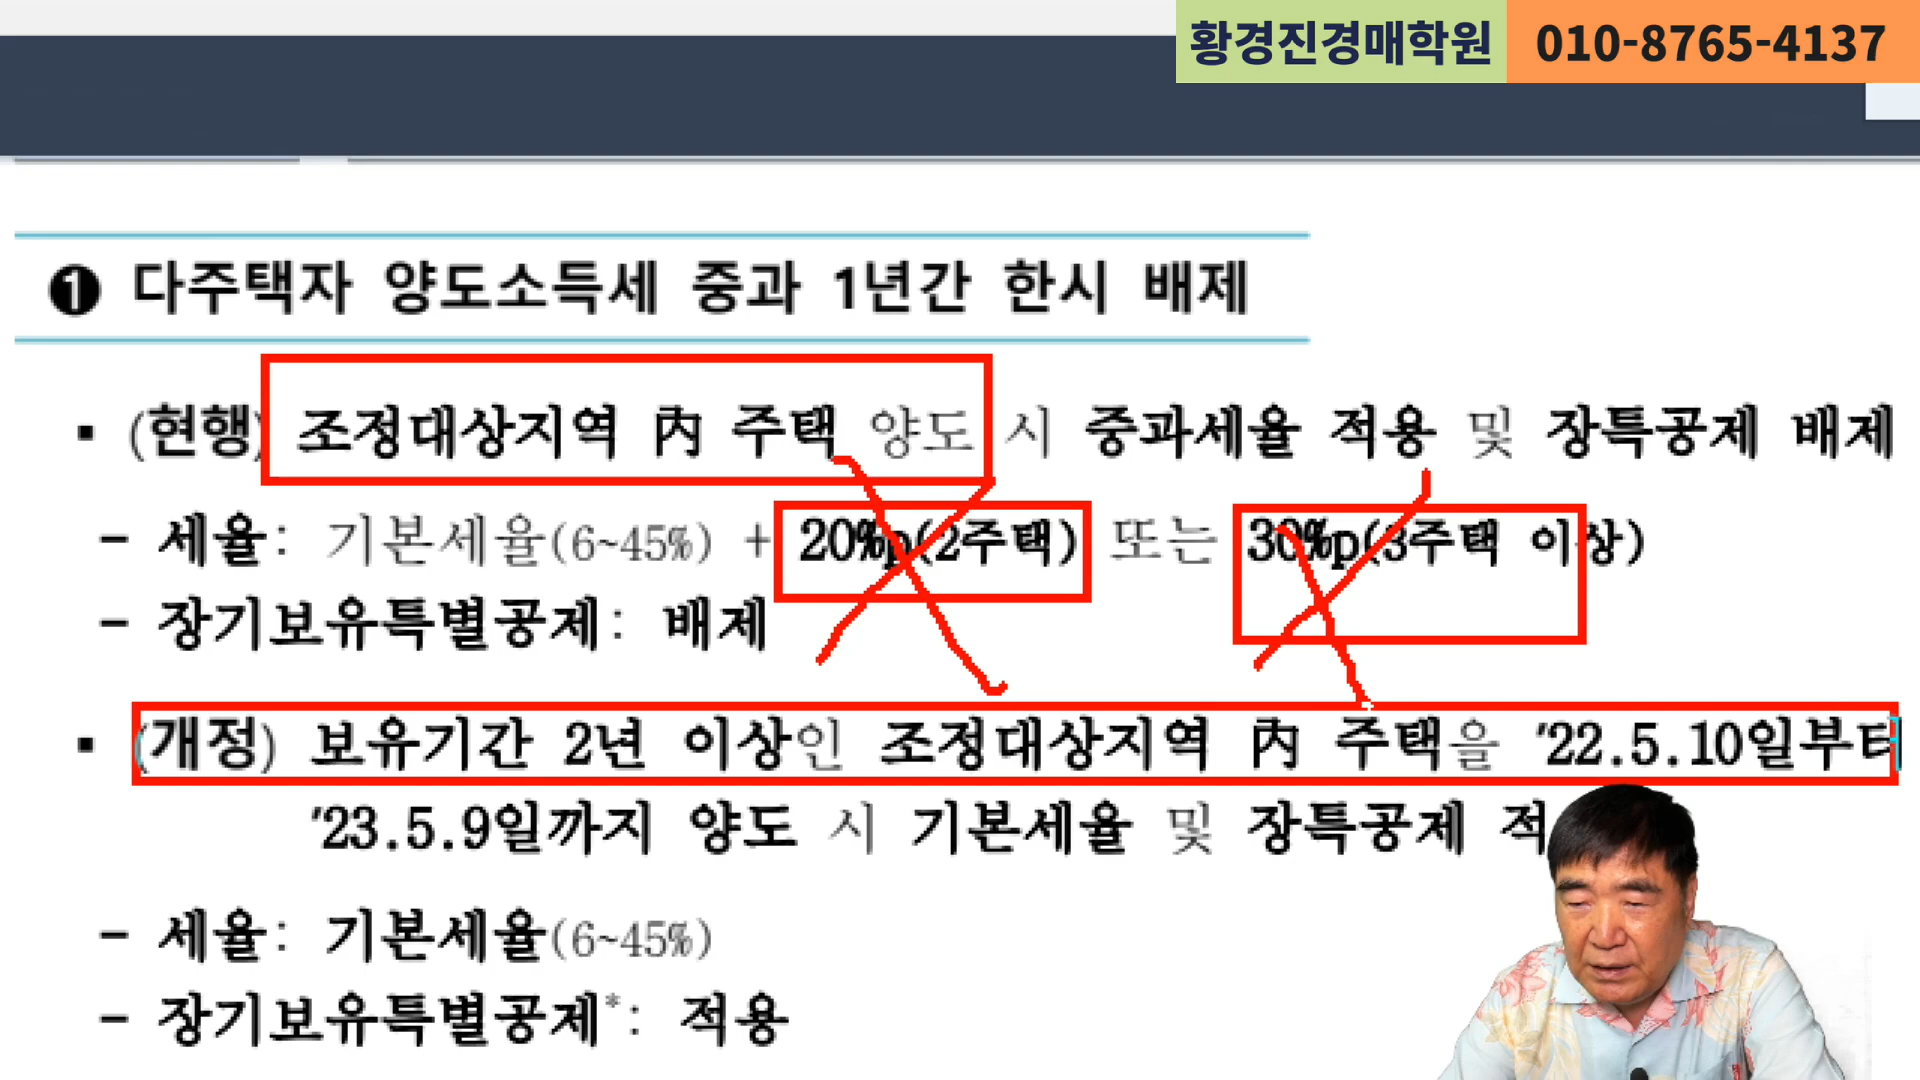 황경진경매학원 010-8765-4137
❶ 다주택자 양도소득세 중과 1년간 한시 배제
▪ (현행) 조정대상지역 內 주택 양도 시 중과세율 적용 및 장특공제 배제
- 세율: 기본세율(6~45%) + 20%p(2주택) 또는 30%p(3주택 이상)
- 장기보유특별공제: 배제
▪ (개정) 보유기간 2년 이상인 조정대상지역 內 주택을 ′22.5.10일부터
′23.5.9일까지 양도 시 기본세율 및 장특공제 적
- 세율: 기본세율(6~45%)
- 장기보유특별공제*: 적용